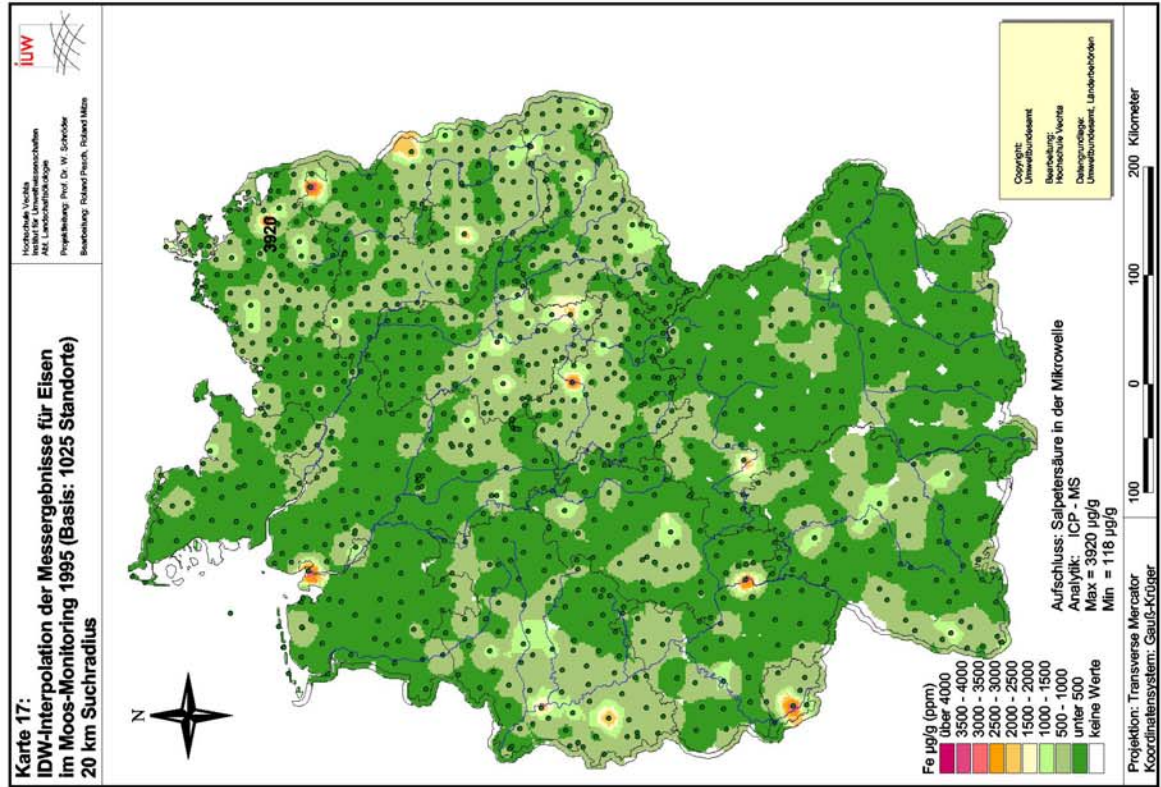 Karte 17:
IDW-Interpolation der Messergebnisse für Eisen
im Moos-Monitoring 1995 (Basis: 1025 Standorte)
20 km Suchradius
Hochschule Vechta
Institut für Umweltwissenschaften
Abt. Landschaftsökologie
Projektleitung: Prof. Dr. W. Schröder
Bearbeitung: Roland Pesch, Roland Mitze
iuw
N
3920
Fe µg/g (ppm)
über 4000
3500 - 4000
3000 - 3500
2500 - 3000
2000 - 2500
1500 - 2000
1000 - 1500
500 - 1000
unter 500
keine Werte
Aufschluss: Salpetersäure in der Mikrowelle
Analytik: ICP - MS
Max = 3920 µg/g
Min = 118 µg/g
Copyright:
Umweltbundesamt
Bearbeitung:
Hochschule Vechta
Datengrundlage:
Umweltbundesamt, Länderbehörden
Projektion: Transverse Mercator
Koordinatensystem: Gauß-Krüger
100 0 100 200 Kilometer